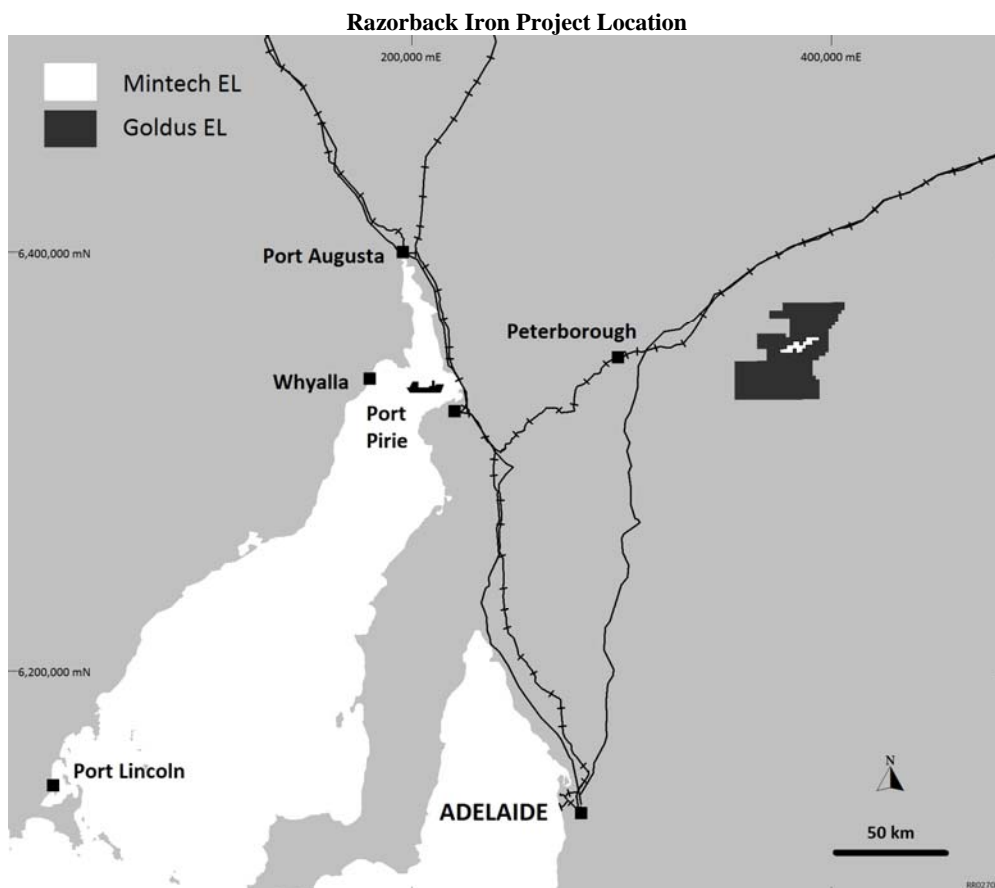 Razorback Iron Project Location
200,000 mE
400,000 mE
Mintech EL
Goldus EL
6,400,000 mN
Port Augusta
Peterborough
Whyalla
Port
Pirie
6,200,000 mN
Port Lincoln
ADELAIDE
N
50 km
RRO270